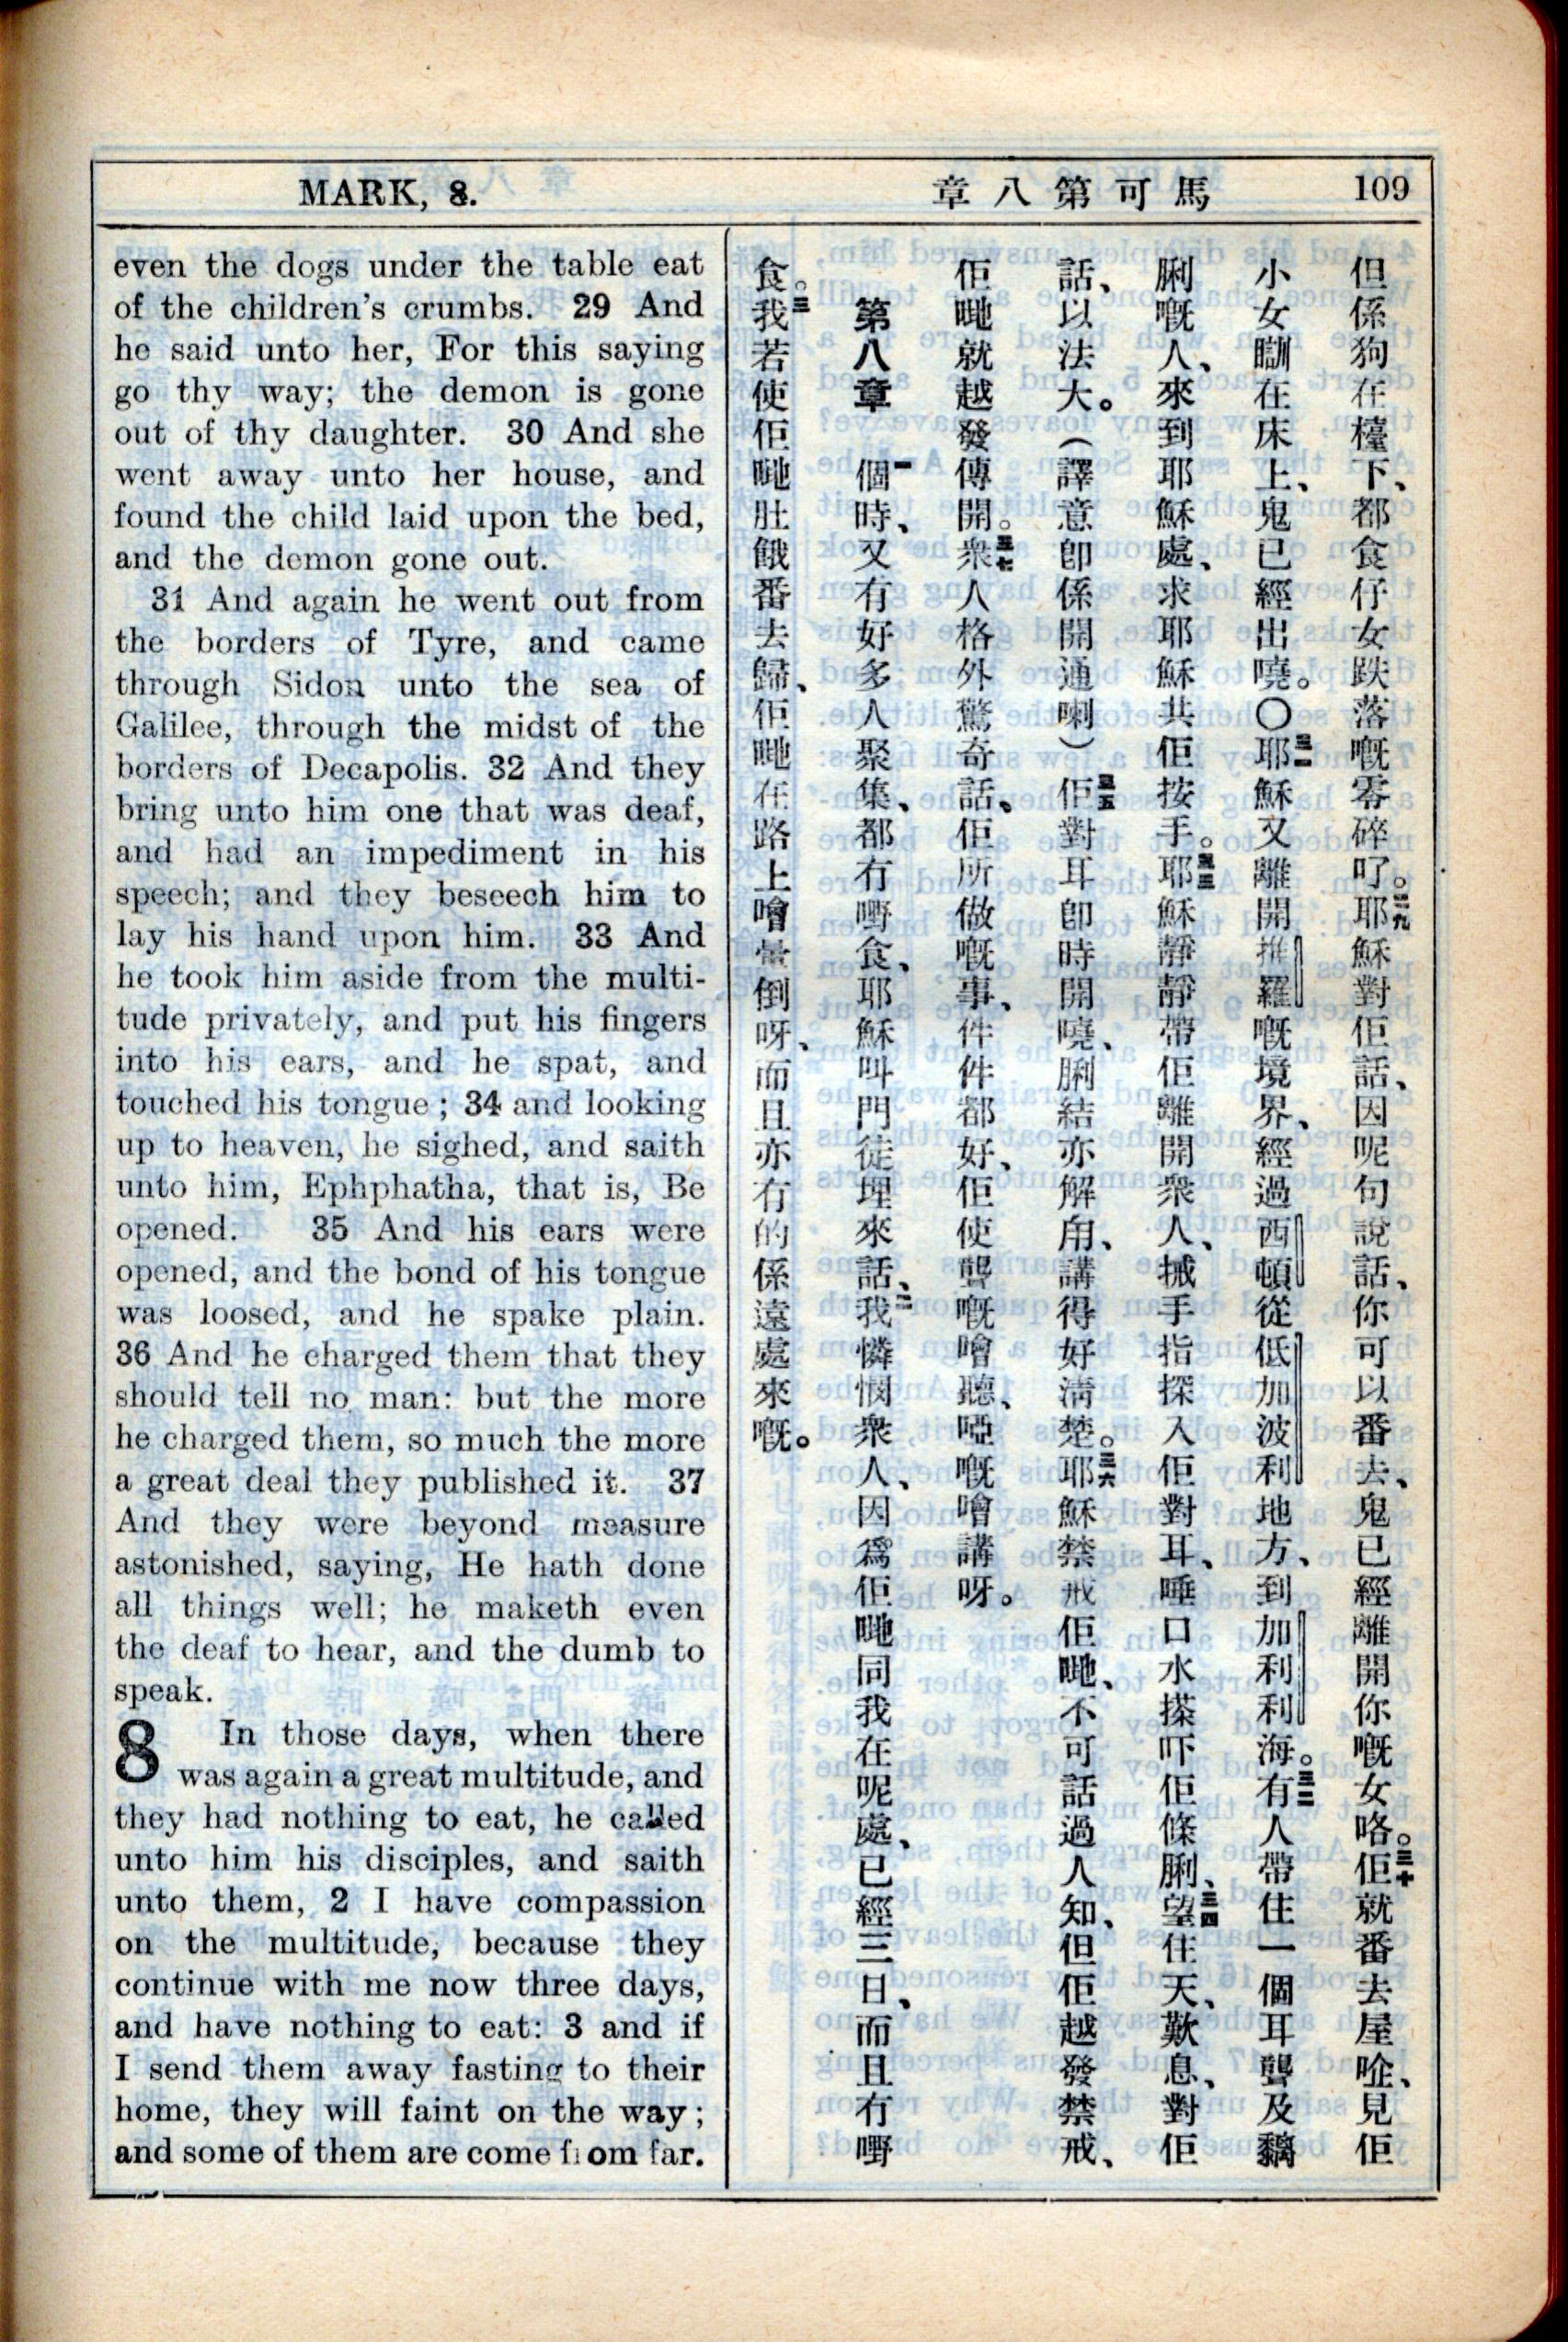 MARK, 8.
章八第可馬
109
even the dogs under the table eat
of the children's crumbs. 29 And
he said unto her, For this saying
go thy way; the demon is gone
out of thy daughter. 30 And she
went away unto her house, and
found the child laid upon the bed,
and the demon gone out.
31 And again he went out from
the borders of Tyre, and came
through Sidon unto the sea of
Galilee, through the midst of the
borders of Decapolis. 32 And they
bring unto him one that was deaf,
and had an impediment in his
speech; and they beseech him to
lay his hand upon him. 33 And
he took him aside from the multi-
tude privately, and put his fingers
into his ears, and he spat, and
touched his tongue; 34 and looking
up to heaven, he sighed, and saith
unto him, Ephphatha, that is, Be
opened. 35 And his ears were
opened, and the bond of his tongue
was loosed, and he spake plain.
36 And he charged them that they
should tell no man: but the more
he charged them, so much the more
a great deal they published it. 37
And they were beyond measure
astonished, saying, He hath done
all things well; he maketh even
the deaf to hear, and the dumb to
speak.
8 In those days, when there
was again a great multitude, and
they had nothing to eat, he called
unto him his disciples, and saith
unto them, 2 I have compassion
on the multitude, because they
continue with me now three days,
and have nothing to eat: 3 and if
I send them away fasting to their
home, they will faint on the way;
and some of them are come from far.
但係狗在檯下、都食仔女跌落嘅零碎吖。二九耶穌對佢話、因呢句說話、你可以番去、鬼已經離開你嘅女咯。三十佢就番去屋企、見佢
小女瞓在床上、鬼已經出嘵。〇三一耶穌又離開推羅嘅境界、經過西頓從低加波利地方、到加利利海。三二有人帶住一個耳聾及黐
脷嘅人、來到耶穌處、求耶穌共佢按手。三三耶穌靜靜帶佢離開衆人、搣手指探入佢對耳、唾口水搽吓佢條脷、三四望住天、歎息、對佢
話、以法大。(譯意卽係開通喇)三五佢對耳卽時開嘵、脷結亦解甪、講得好淸楚。三六耶穌禁戒佢哋、不可話過人知、但佢越發禁戒、
佢哋就越發傳開。三七衆人格外驚奇話、佢所做嘅事、件件都好、佢使聾嘅噲聽、啞嘅噲講呀。
第八章 一個時、又有好多人聚集、都冇嘢食、耶穌叫門徒埋來話、二我憐憫衆人、因爲佢哋同我在呢處、已經三日、而且冇嘢
食。三我若使佢哋肚餓番去歸、佢哋在路上噲暈倒呀、而且亦有的係遠處來嘅。